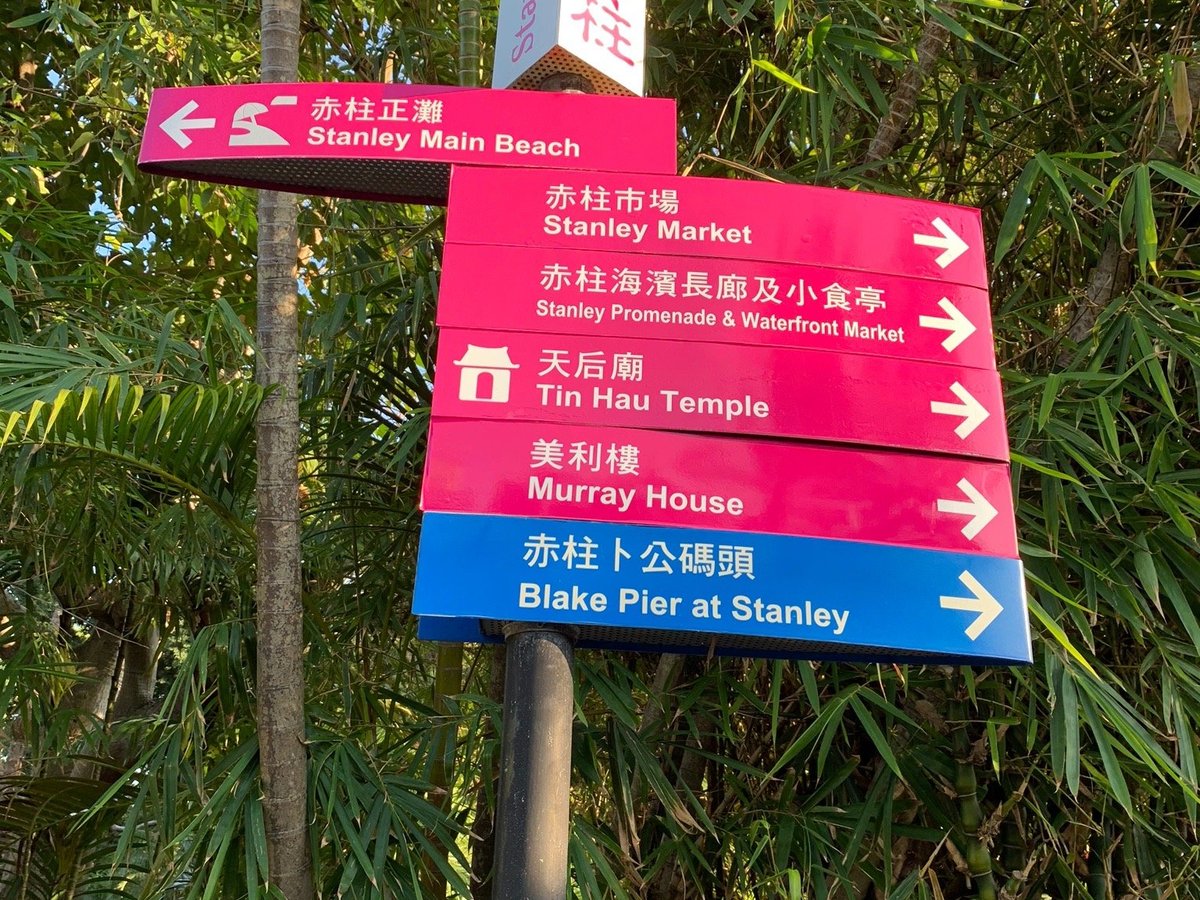 柱
Sta
赤柱正灘
Stanley Main Beach
赤柱市場
Stanley Market
赤柱海濱長廊及小食亭
Stanley Promenade & Waterfront Market
天后廟
Tin Hau Temple
美利樓
Murray House
赤柱卜公碼頭
Blake Pier at Stanley